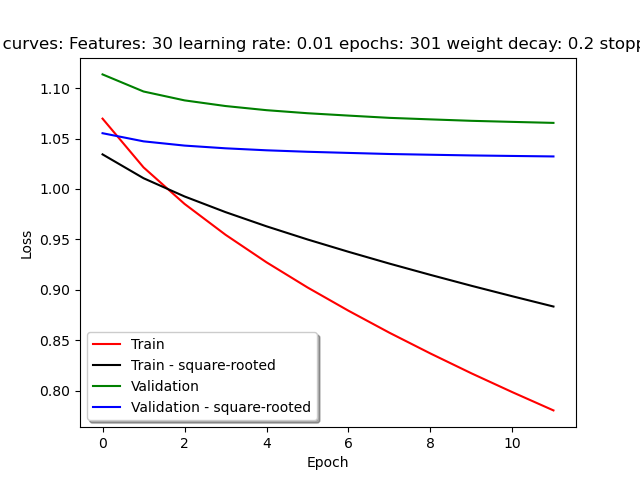 curves: Features: 30 learning rate: 0.01 epochs: 301 weight decay: 0.2
1.10
1.05
1.00
0.95
0.90
0.85
0.80
Loss
Train
Train - square-rooted
Validation
Validation - square-rooted
0 2 4 6 8 10
Epoch